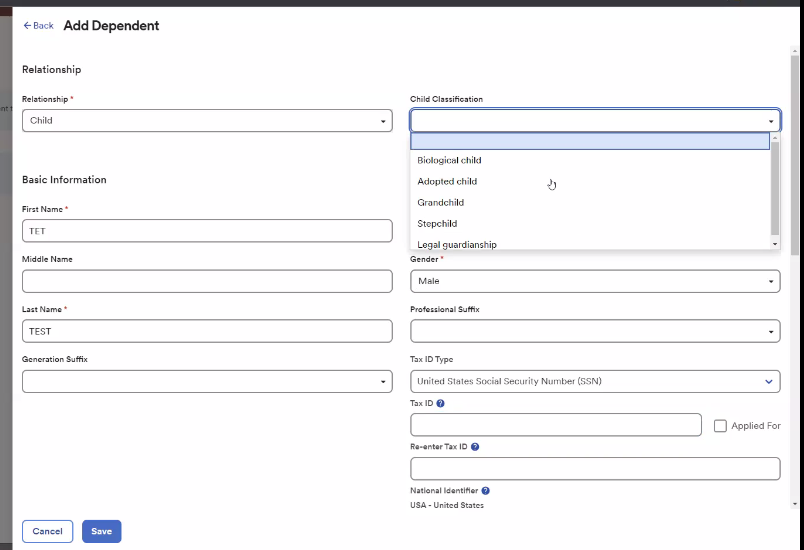 Back Add Dependent
Relationship
Relationship *
Child Classification
Child
Biological child
Adopted child
Grandchild
Stepchild
Legal guardianship
Basic Information
First Name *
TET
Middle Name
Gender *
Male
Last Name *
Professional Suffix
TEST
Generation Suffix
Tax ID Type
United States Social Security Number (SSN)
Tax ID ?
Applied For
Re-enter Tax ID ?
National Identifier ?
USA - United States
Cancel Save